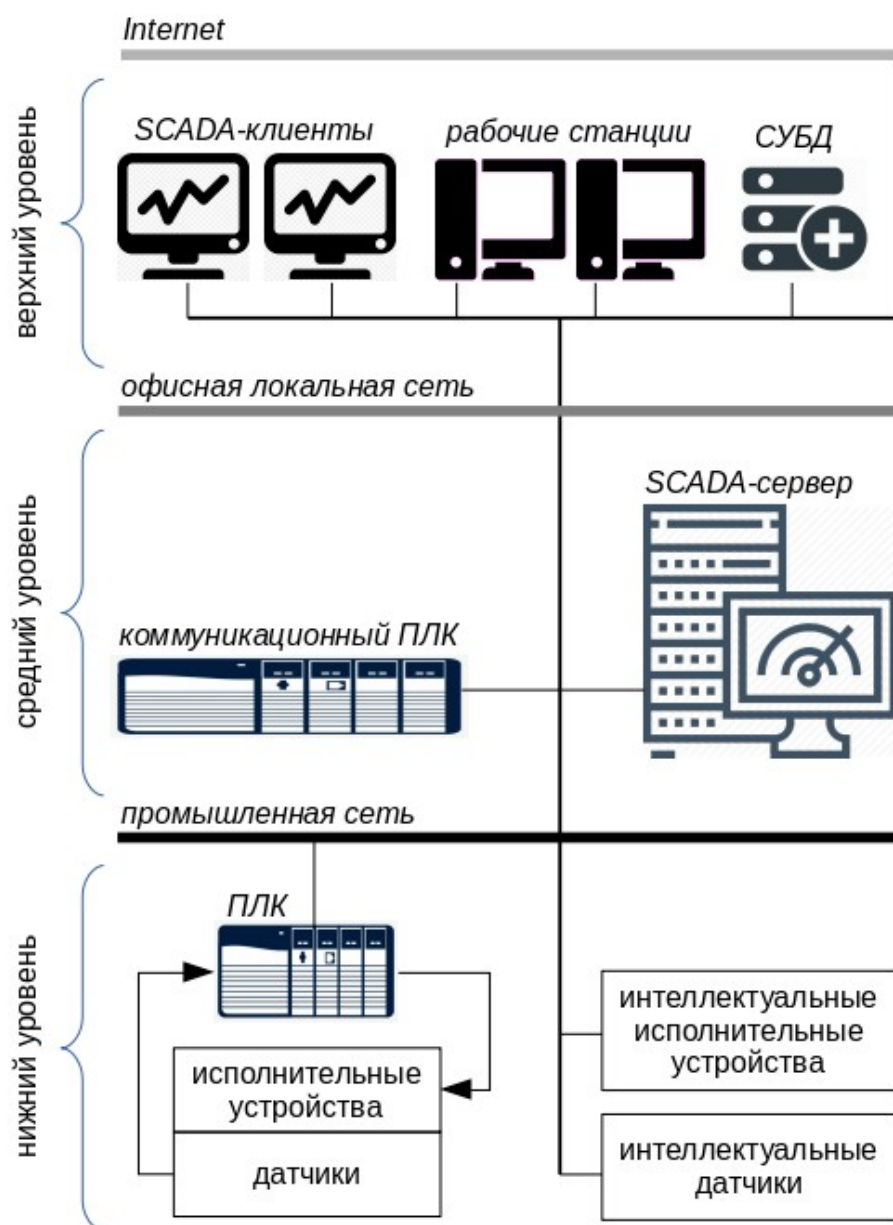 Internet
верхний уровень
SCADA-клиенты
рабочие станции
СУБД
офисная локальная сеть
средний уровень
SCADA-сервер
коммуникационный ПЛК
промышленная сеть
нижний уровень
ПЛК
исполнительные
устройства
датчики
интеллектуальные
исполнительные
устройства
интеллектуальные
датчики